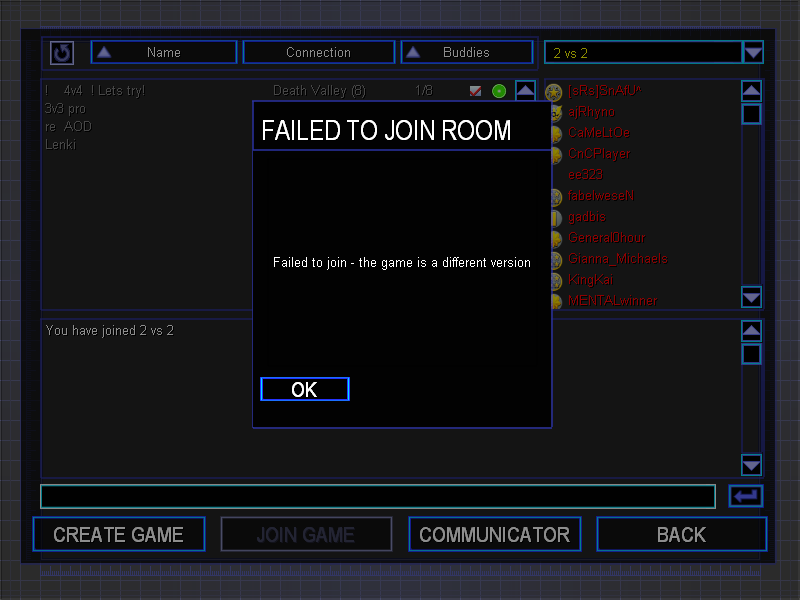 Name Connection Buddies 2 vs 2
! 4v4 ! Lets try! Death Valley (8) 1/8
3v3 pro
re AOD
Lenki
[sRs]SnAfU^
ajRhyno
CaMeLtOe
CnCPlayer
ee323
fabelweseN
gadbis
Gianna_Michaels
KingKai
MENTALwinner
FAILED TO JOIN ROOM
Failed to join - the game is a different version
OK
You have joined 2 vs 2
CREATE GAME JOIN GAME COMMUNICATOR BACK